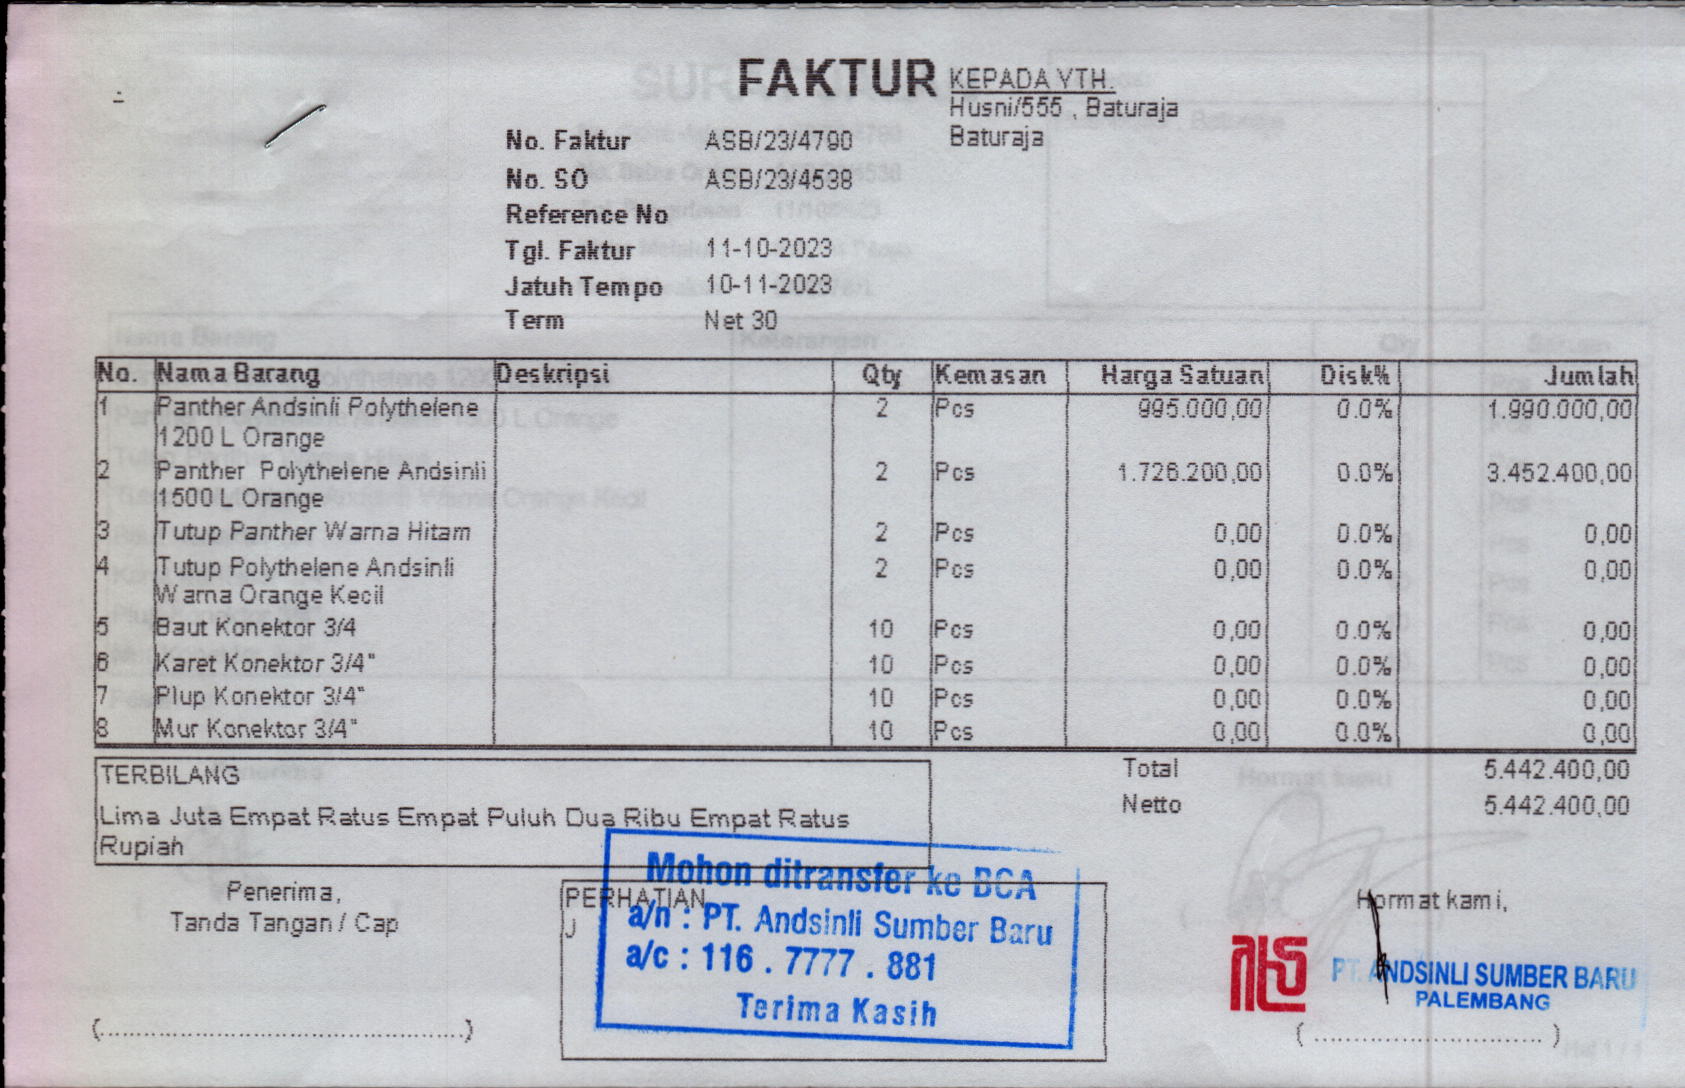 FAKTUR
KEPADA YTH.
Husni/555 , Baturaja
Baturaja
No. Faktur ASB/23/4790
No. SO ASB/23/4538
Reference No
Tgl. Faktur 11-10-2023
Jatuh Tempo 10-11-2023
Term Net 30
No. Nama Barang Deskripsi Qty Kemasan Harga Satuan Disk% Jumlah
1 Panther Andsinli Polythelene 2 Pcs 995.000,00 0.0% 1.990.000,00
1200 L Orange
2 Panther Polythelene Andsinli 2 Pcs 1.726.200,00 0.0% 3.452.400,00
1500 L Orange
3 Tutup Panther Warna Hitam 2 Pcs 0,00 0.0% 0,00
4 Tutup Polythelene Andsinli 2 Pcs 0,00 0.0% 0,00
Warna Orange Kecil
5 Baut Konektor 3/4 10 Pcs 0,00 0.0% 0,00
6 Karet Konektor 3/4" 10 Pcs 0,00 0.0% 0,00
7 Plup Konektor 3/4" 10 Pcs 0,00 0.0% 0,00
8 Mur Konektor 3/4" 10 Pcs 0,00 0.0% 0,00
Total 5.442.400,00
Netto 5.442.400,00
TERBILANG
Lima Juta Empat Ratus Empat Puluh Dua Ribu Empat Ratus
Rupiah
Penerima,
Tanda Tangan / Cap
(..........................................)
PERHATIAN
J
Mohon ditransfer ke BCA
a/n : PT. Andsinli Sumber Baru
a/c : 116 . 7777 . 881
Terima Kasih
Hormat kami,
PT. ANDSINLI SUMBER BARU
PALEMBANG
( ........................... )